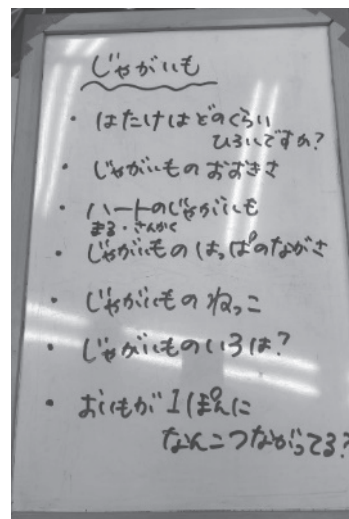 じゃがいも
・はたけはどのくらい
ひろいですか？
・じゃがいものおおきさ
・ハートのじゃがいも
まる・さんかく
・じゃがいものはっぱのながさ
・じゃがいものねっこ
・じゃがいものいろは？
・おいもが1ぽんに
なんこつながってる？